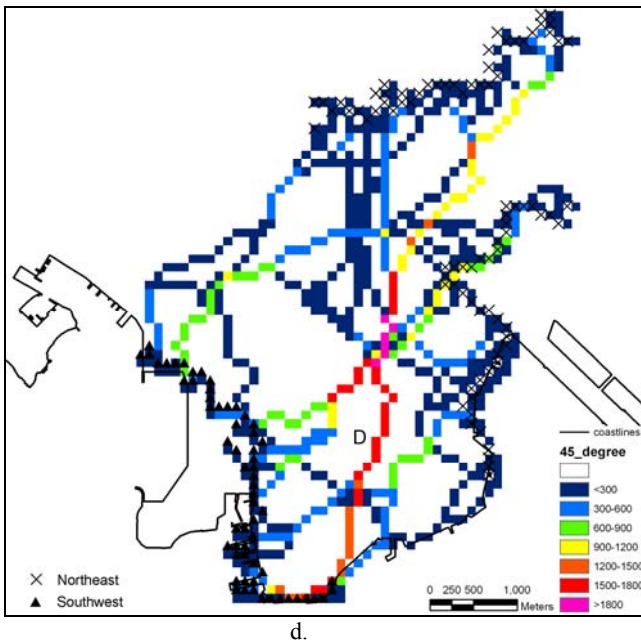 D
coastlines
45_degree
<300
300-600
600-900
900-1200
1200-1500
1500-1800
>1800
Northeast
Southwest
0 250 500 1,000
Meters
d.